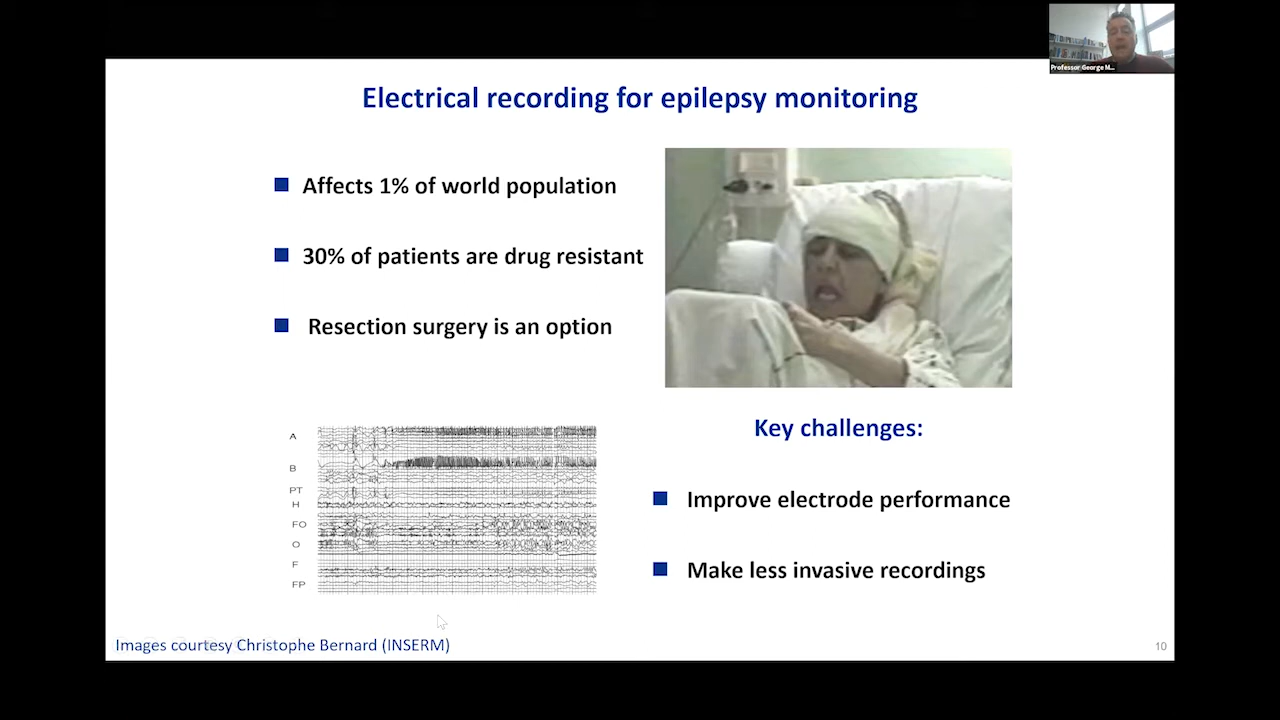 Professor George M...
Electrical recording for epilepsy monitoring
Affects 1% of world population
30% of patients are drug resistant
Resection surgery is an option
A
B
PT
H
FO
O
F
FP
Key challenges:
Improve electrode performance
Make less invasive recordings
Images courtesy Christophe Bernard (INSERM)
10